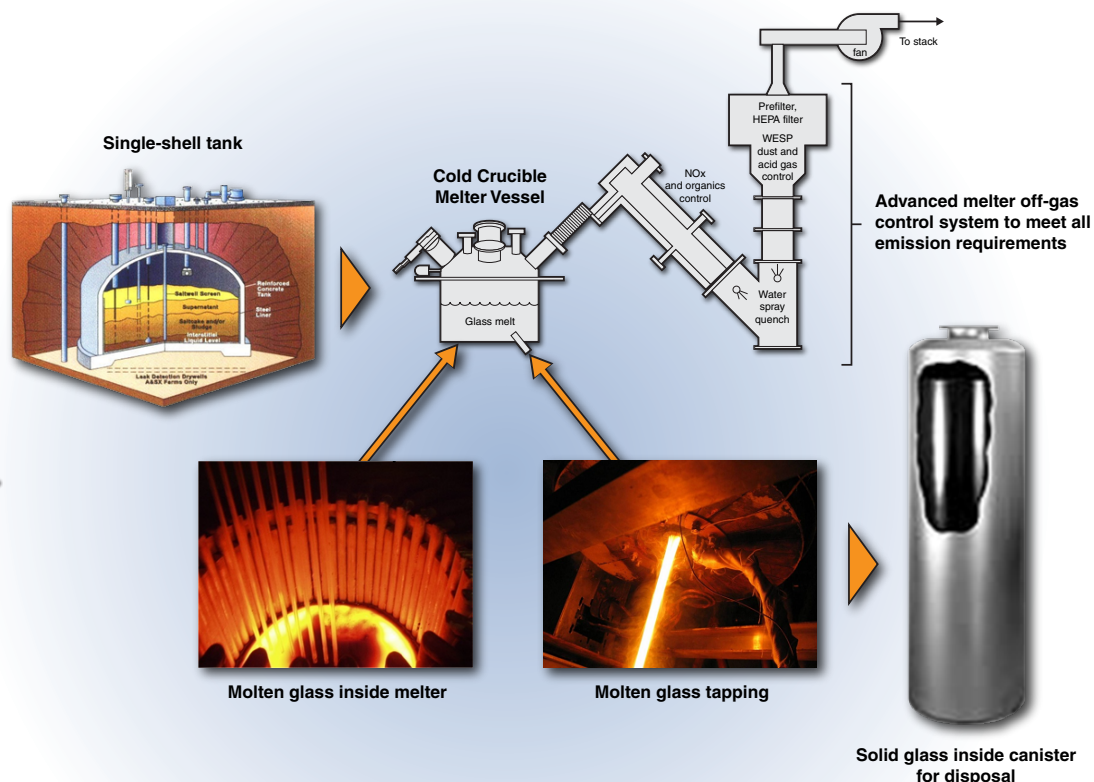 fan
To stack
Prefilter,
HEPA filter
WESP
dust and
acid gas
control
Single-shell tank
Cold Crucible
Melter Vessel
NOx
and organics
control
Advanced melter off-gas
control system to meet all
emission requirements
Reinforced
Concrete
Tank
Steel
Liner
Saltwell Screen
Supernatant
Saltcake and/or
Sludge
Interstitial
Liquid Level
Leak Detection Drywells
A&SX Farms Only
Glass melt
Water
spray
quench
Molten glass inside melter
Molten glass tapping
Solid glass inside canister
for disposal